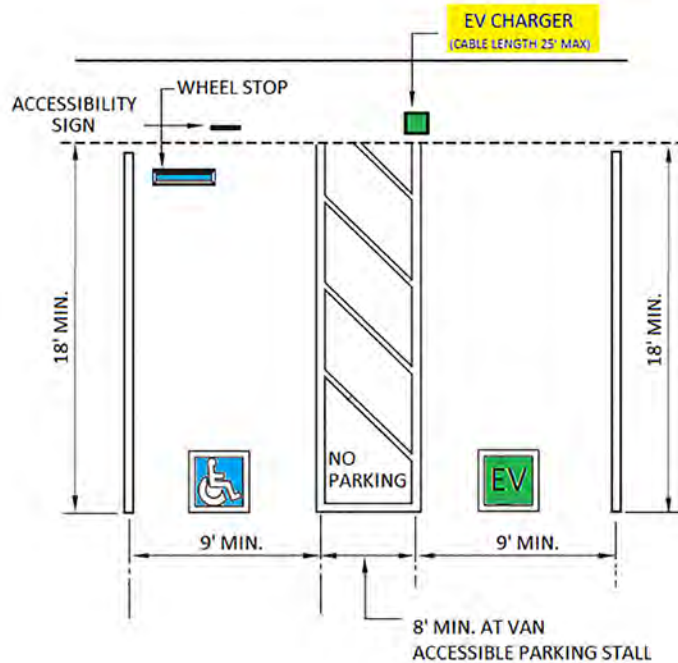 EV CHARGER
(CABLE LENGTH 25' MAX)
WHEEL STOP
ACCESSIBILITY
SIGN
18' MIN.
18' MIN.
NO
PARKING
EV
9' MIN.
9' MIN.
8' MIN. AT VAN
ACCESSIBLE PARKING STALL